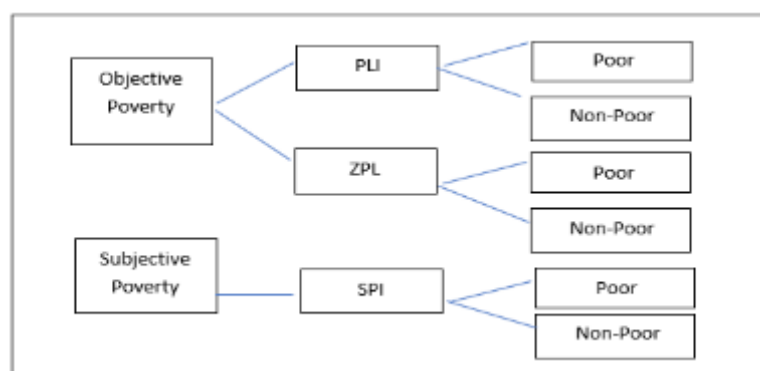 Objective
Poverty
PLI
Poor
Non-Poor
ZPL
Poor
Non-Poor
Subjective
Poverty
SPI
Poor
Non-Poor